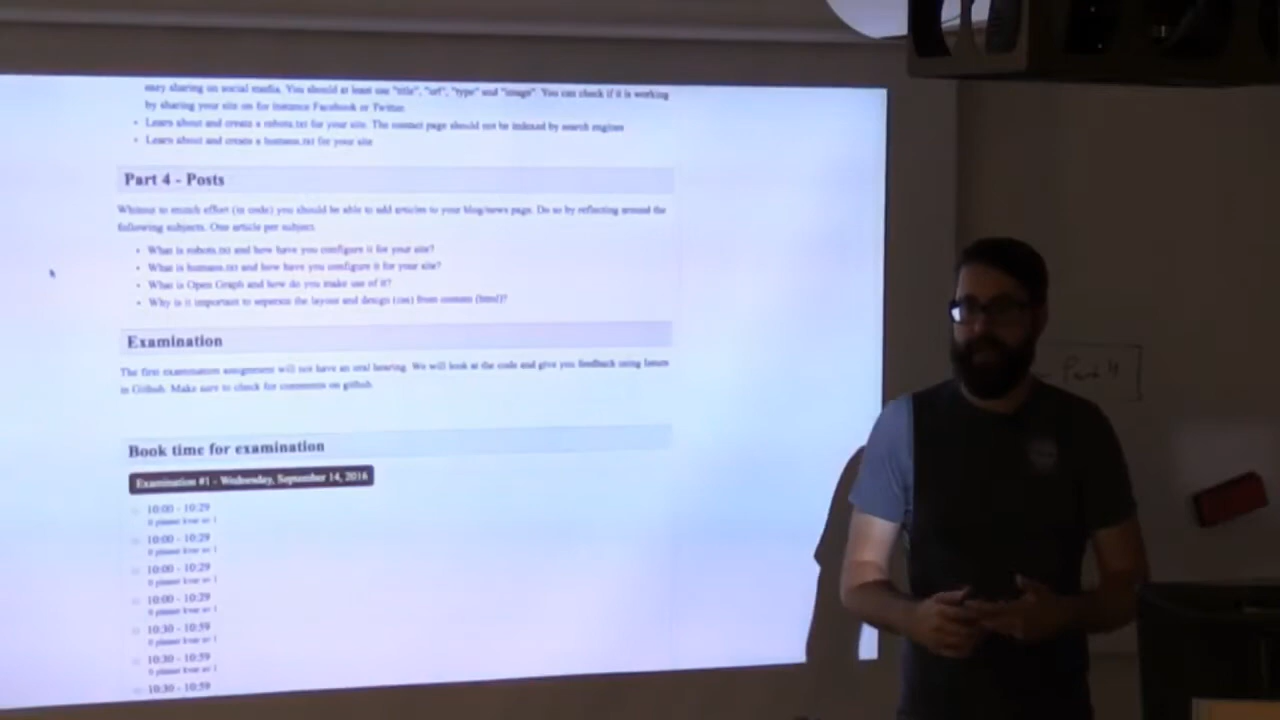 easy sharing on social media. You should at least use "title", "url", "type" and "image". You can check if it is working
by sharing your site on for instance Facebook or Twitter.
Learn about and create a robots.txt for your site. The contact page should not be indexed by search engines
Learn about and create a humans.txt for your site
Part 4 - Posts
effort (in code) you should be able to add articles to your blog/news page. Do so by reflecting around the
following subjects. One article per subject.
What is robots.txt and how have you configure it for your site?
What is humans.txt and how have you configure it for your site?
What is Open Graph and how do you make use of it?
Why is it important to seperate the layout and design (css) from content (html)?
Examination
The first examination assignment will not have an oral hearing. We will look at the code and give you feedback using Issues
in Github. Make sure to check for comments on github.
Book time for examination
Examination #1 - Wednesday, September 14, 2016
10:00 - 10:29
10:00 - 10:29
10:00 - 10:29
10:00 - 10:29
10:30 - 10:59
10:30 - 10:59
10:30 - 10:59